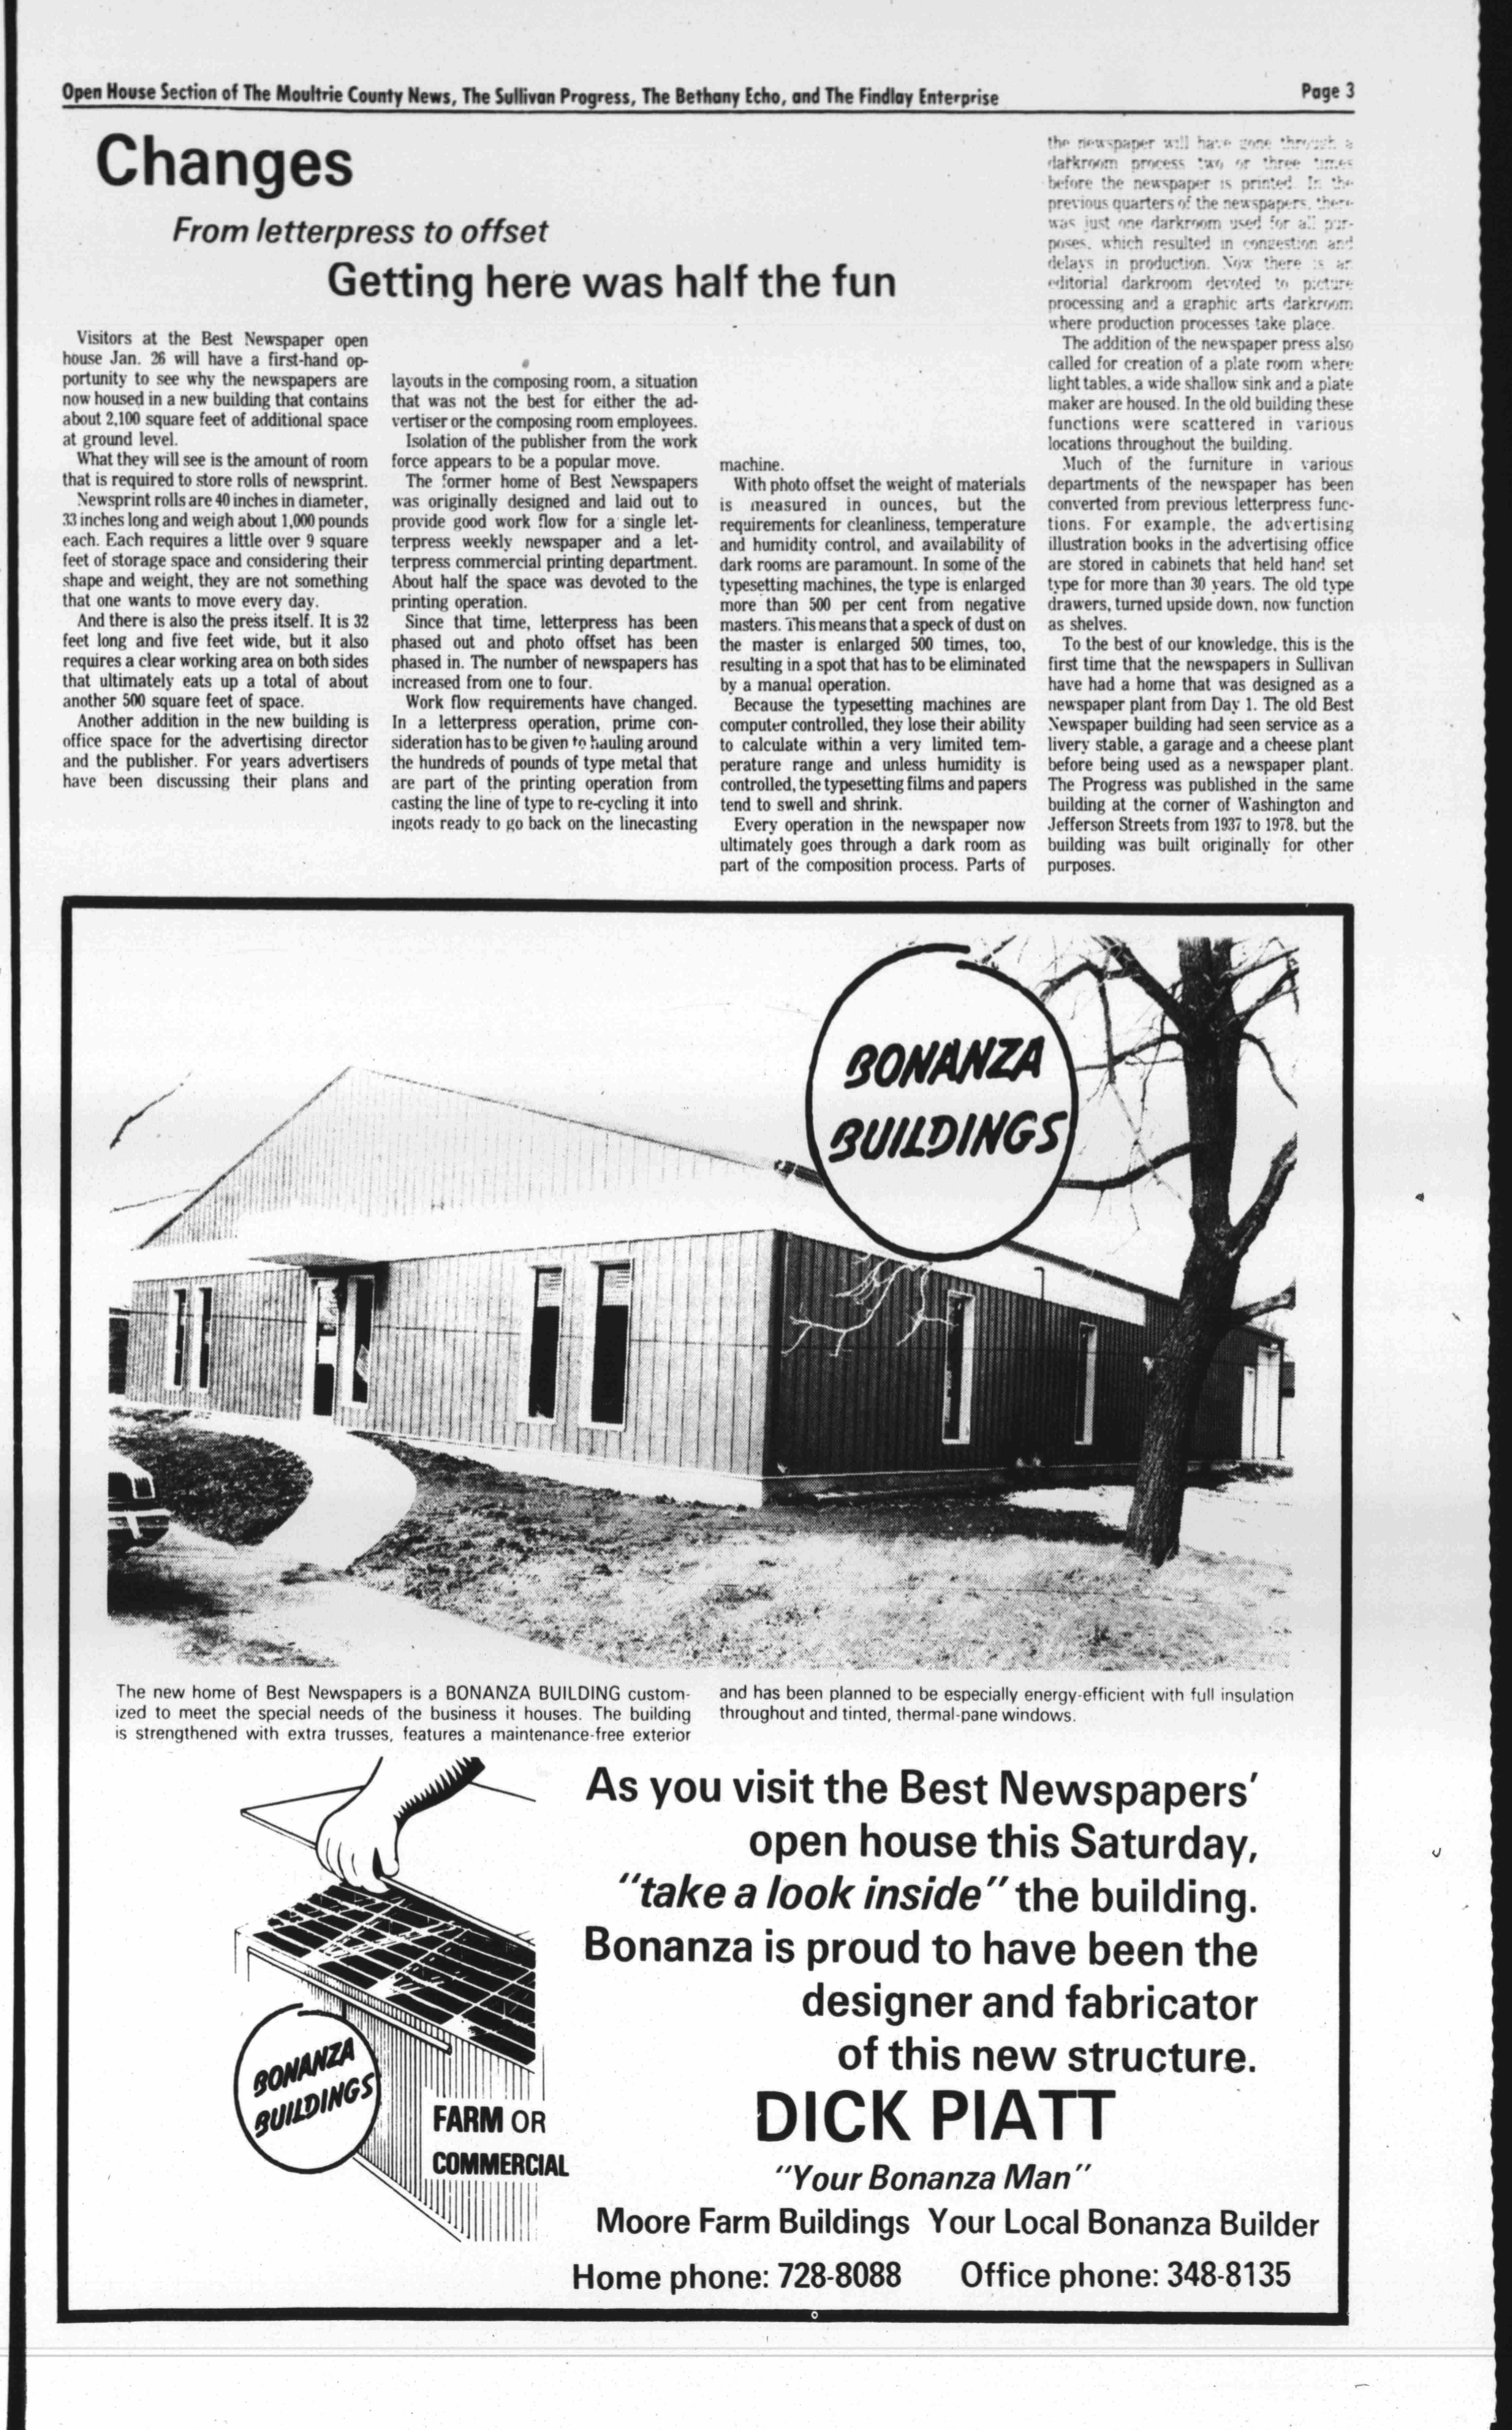 Open House Section of The Moultrie County News, The Sullivan Progress, The Bethany Echo, and The Findlay Enterprise
Page 3
Changes
From letterpress to offset
Getting here was half the fun
Visitors at the Best Newspaper open
house Jan. 26 will have a first-hand op-
portunity to see why the newspapers are
now housed in a new building that contains
about 2,100 square feet of additional space
at ground level.
What they will see is the amount of room
that is required to store rolls of newsprint.
Newsprint rolls are 40 inches in diameter,
33 inches long and weigh about 1,000 pounds
each. Each requires a little over 9 square
feet of storage space and considering their
shape and weight, they are not something
that one wants to move every day.
And there is also the press itself. It is 32
feet long and five feet wide, but it also
requires a clear working area on both sides
that ultimately eats up a total of about
another 500 square feet of space.
Another addition in the new building is
office space for the advertising director
and the publisher. For years advertisers
have been discussing their plans and
layouts in the composing room, a situation
that was not the best for either the ad-
vertiser or the composing room employees.
Isolation of the publisher from the work
force appears to be a popular move.
The former home of Best Newspapers
was originally designed and laid out to
provide good work flow for a single let-
terpress weekly newspaper and a let-
terpress commercial printing department.
About half the space was devoted to the
printing operation.
Since that time, letterpress has been
phased out and photo offset has been
phased in. The number of newspapers has
increased from one to four.
Work flow requirements have changed.
In a letterpress operation, prime con-
sideration has to be given to hauling around
the hundreds of pounds of type metal that
are part of the printing operation from
casting the line of type to re-cycling it into
ingots ready to go back on the linecasting
machine.
With photo offset the weight of materials
is measured in ounces, but the
requirements for cleanliness, temperature
and humidity control, and availability of
dark rooms are paramount. In some of the
typesetting machines, the type is enlarged
more than 500 per cent from negative
masters. This means that a speck of dust on
the master is enlarged 500 times, too,
resulting in a spot that has to be eliminated
by a manual operation.
Because the typesetting machines are
computer controlled, they lose their ability
to calculate within a very limited tem-
perature range and unless humidity is
controlled, the typesetting films and papers
tend to swell and shrink.
Every operation in the newspaper now
ultimately goes through a dark room as
part of the composition process. Parts of
the newspaper will have gone through a
darkroom process two or three times
before the newspaper is printed. In the
previous quarters of the newspapers, there
was just one darkroom used for all pur-
poses, which resulted in congestion and
delays in production. Now there is an
editorial darkroom devoted to picture
processing and a graphic arts darkroom
where production processes take place.
The addition of the newspaper press also
called for creation of a plate room where
light tables, a wide shallow sink and a plate
maker are housed. In the old building these
functions were scattered in various
locations throughout the building.
Much of the furniture in various
departments of the newspaper has been
converted from previous letterpress func-
tions. For example, the advertising
illustration books in the advertising office
are stored in cabinets that held hand set
type for more than 30 years. The old type
drawers, turned upside down, now function
as shelves.
To the best of our knowledge, this is the
first time that the newspapers in Sullivan
have had a home that was designed as a
newspaper plant from Day 1. The old Best
Newspaper building had seen service as a
livery stable, a garage and a cheese plant
before being used as a newspaper plant.
The Progress was published in the same
building at the corner of Washington and
Jefferson Streets from 1937 to 1978, but the
building was built originally for other
purposes.
BONANZA
BUILDINGS
The new home of Best Newspapers is a BONANZA BUILDING custom-
ized to meet the special needs of the business it houses. The building
is strengthened with extra trusses, features a maintenance-free exterior
and has been planned to be especially energy-efficient with full insulation
throughout and tinted, thermal-pane windows.
As you visit the Best Newspapers'
open house this Saturday,
"take a look inside" the building.
Bonanza is proud to have been the
designer and fabricator
of this new structure.
BONANZA
BUILDINGS
FARM OR
COMMERCIAL
DICK PIATT
"Your Bonanza Man"
Moore Farm Buildings Your Local Bonanza Builder
Home phone: 728-8088 Office phone: 348-8135